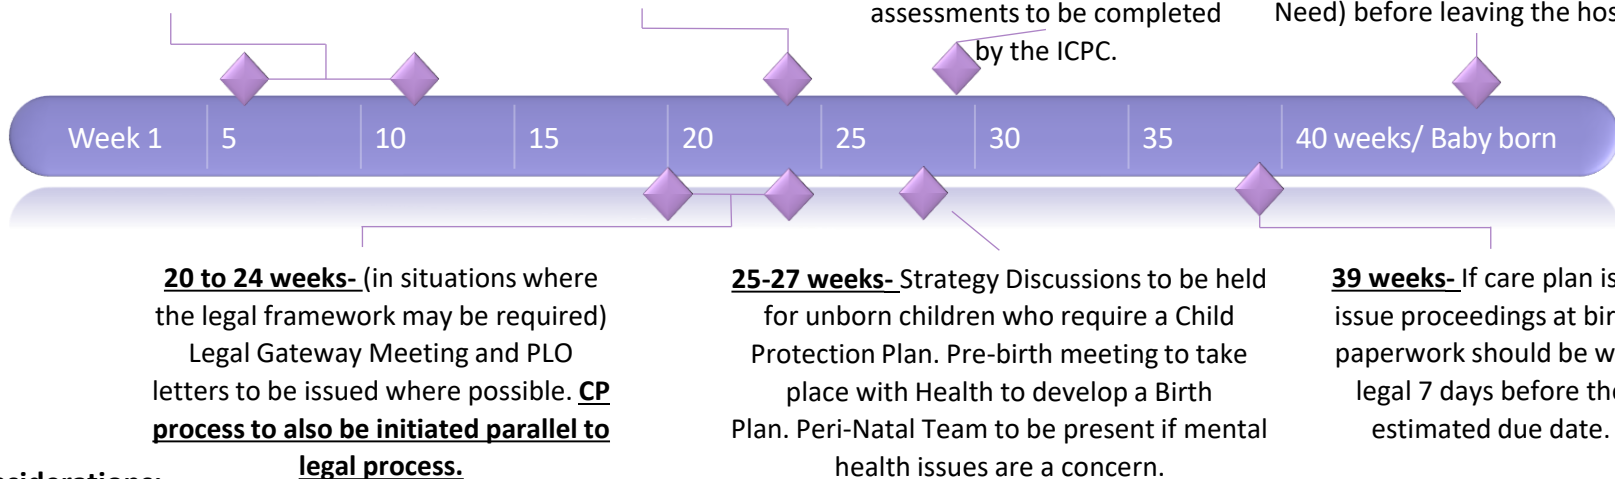 assessments to be completed
by the ICPC.
Need) before leaving the hos
Week 1 5 10 15 20 25 30 35 40 weeks/ Baby born
20 to 24 weeks- (in situations where
the legal framework may be required)
Legal Gateway Meeting and PLO
letters to be issued where possible. CP
process to also be initiated parallel to
legal process.
25-27 weeks- Strategy Discussions to be held
for unborn children who require a Child
Protection Plan. Pre-birth meeting to take
place with Health to develop a Birth
Plan. Peri-Natal Team to be present if mental
health issues are a concern.
39 weeks- If care plan is
issue proceedings at bir
paperwork should be w
legal 7 days before the
estimated due date.